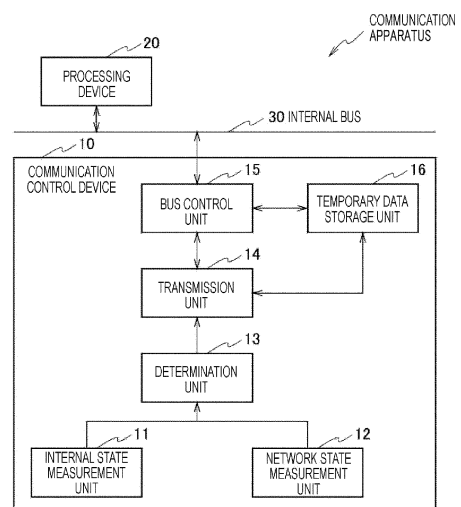 COMMUNICATION
APPARATUS
20
PROCESSING
DEVICE
30 INTERNAL BUS
10
COMMUNICATION
CONTROL DEVICE
15
BUS CONTROL
UNIT
16
TEMPORARY DATA
STORAGE UNIT
14
TRANSMISSION
UNIT
13
DETERMINATION
UNIT
11
INTERNAL STATE
MEASUREMENT
UNIT
12
NETWORK STATE
MEASUREMENT
UNIT